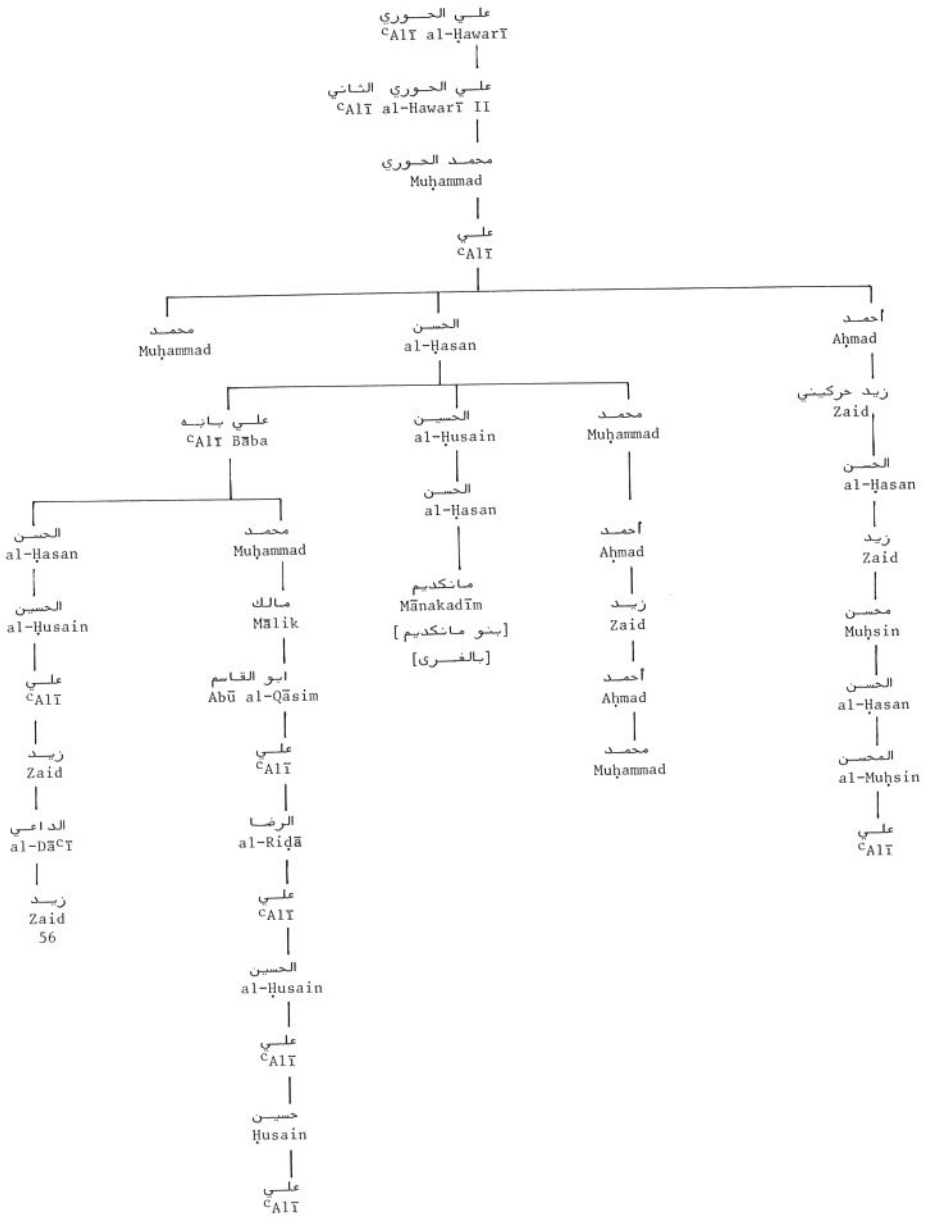 علي الحوري
ᶜAlī al-Ḥawarī
علي الحوري الثاني
ᶜAlī al-Hawarī II
محمد الحوري
Muḥammad
علي
ᶜAlī
محمد
Muḥammad
الحسن
al-Ḥasan
أحمد
Aḥmad
علي بابه
ᶜAlī Bāba
الحسين
al-Ḥusain
محمد
Muḥammad
زيد حركيني
Zaid
الحسن
al-Ḥasan
الحسن
al-Ḥasan
الحسن
al-Ḥasan
محمد
Muḥammad
أحمد
Aḥmad
زيد
Zaid
الحسين
al-Ḥusain
مالك
Mālik
مانكديم
Mānakadīm
[بنو مانكديم]
[بالغرى]
زيد
Zaid
محسن
Muḥsin
علي
ᶜAlī
ابو القاسم
Abū al-Qāsim
أحمد
Aḥmad
الحسن
al-Ḥasan
زيد
Zaid
علي
ᶜAlī
محمد
Muḥammad
المحسن
al-Muḥsin
الداعي
al-Dāᶜī
الرضا
al-Riḍā
علي
ᶜAlī
زيد
Zaid
56
علي
ᶜAlī
الحسين
al-Ḥusain
علي
ᶜAlī
حسين
Ḥusain
علي
ᶜAlī